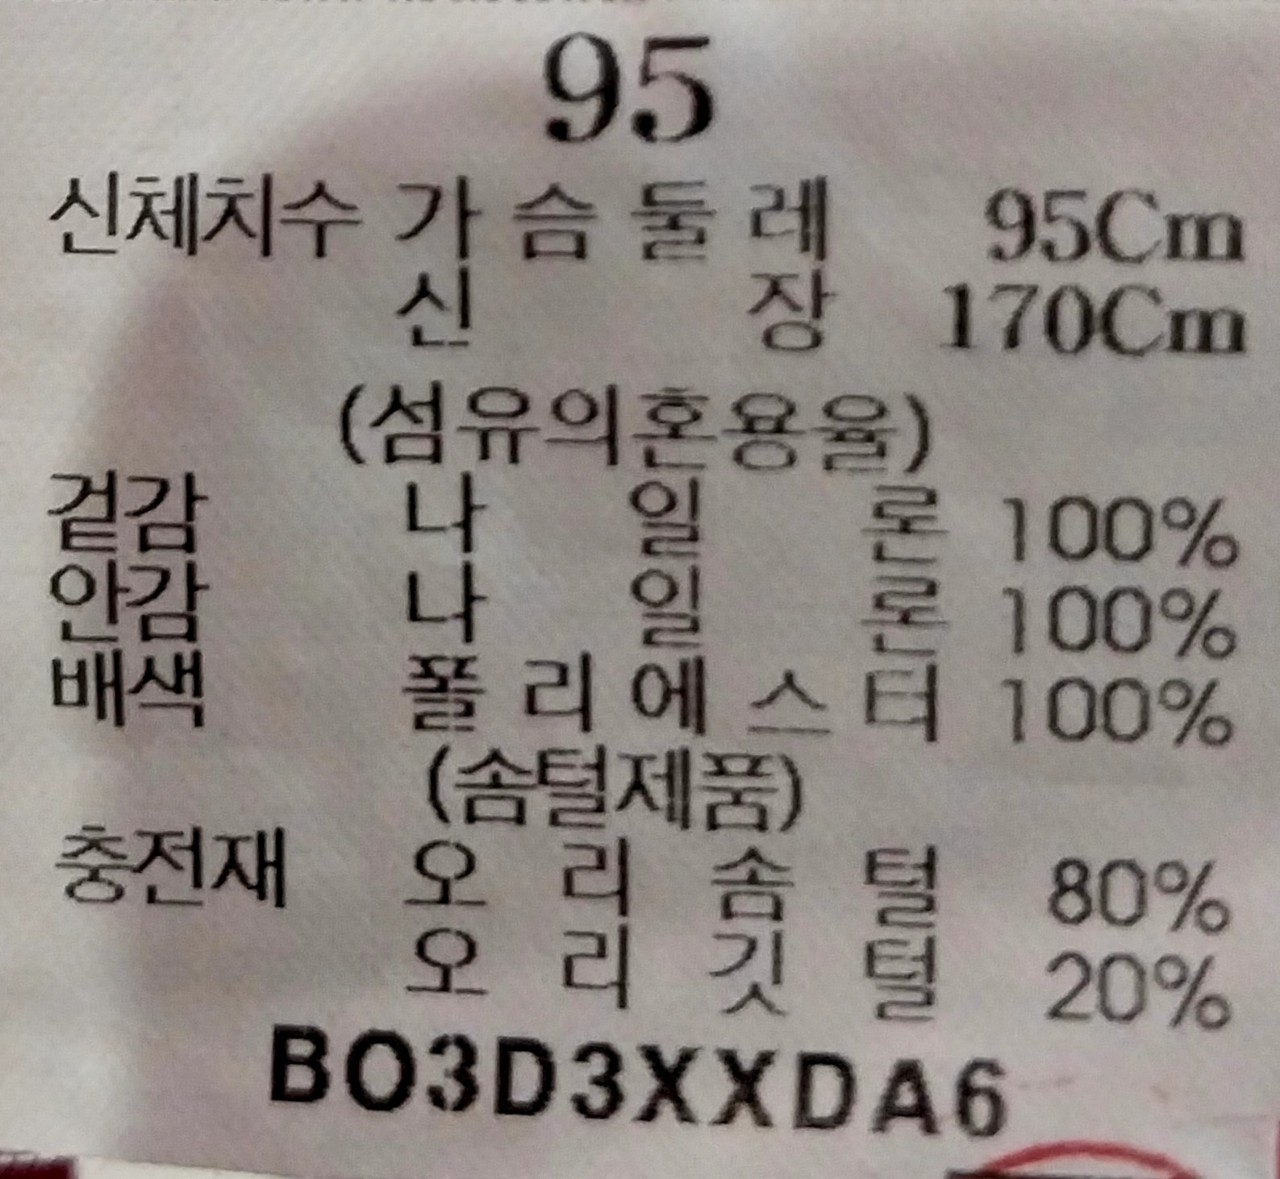 95
신체치수 가 슴 둘 레 95Cm
신 장 170Cm
(섬유의혼용율)
겉감 나 일 론 100%
안감 나 일 론 100%
배색 폴 리 에 스 터 100%
(솜털제품)
충전재 오 리 솜 털 80%
오 리 깃 털 20%
BO3D3XXDA6